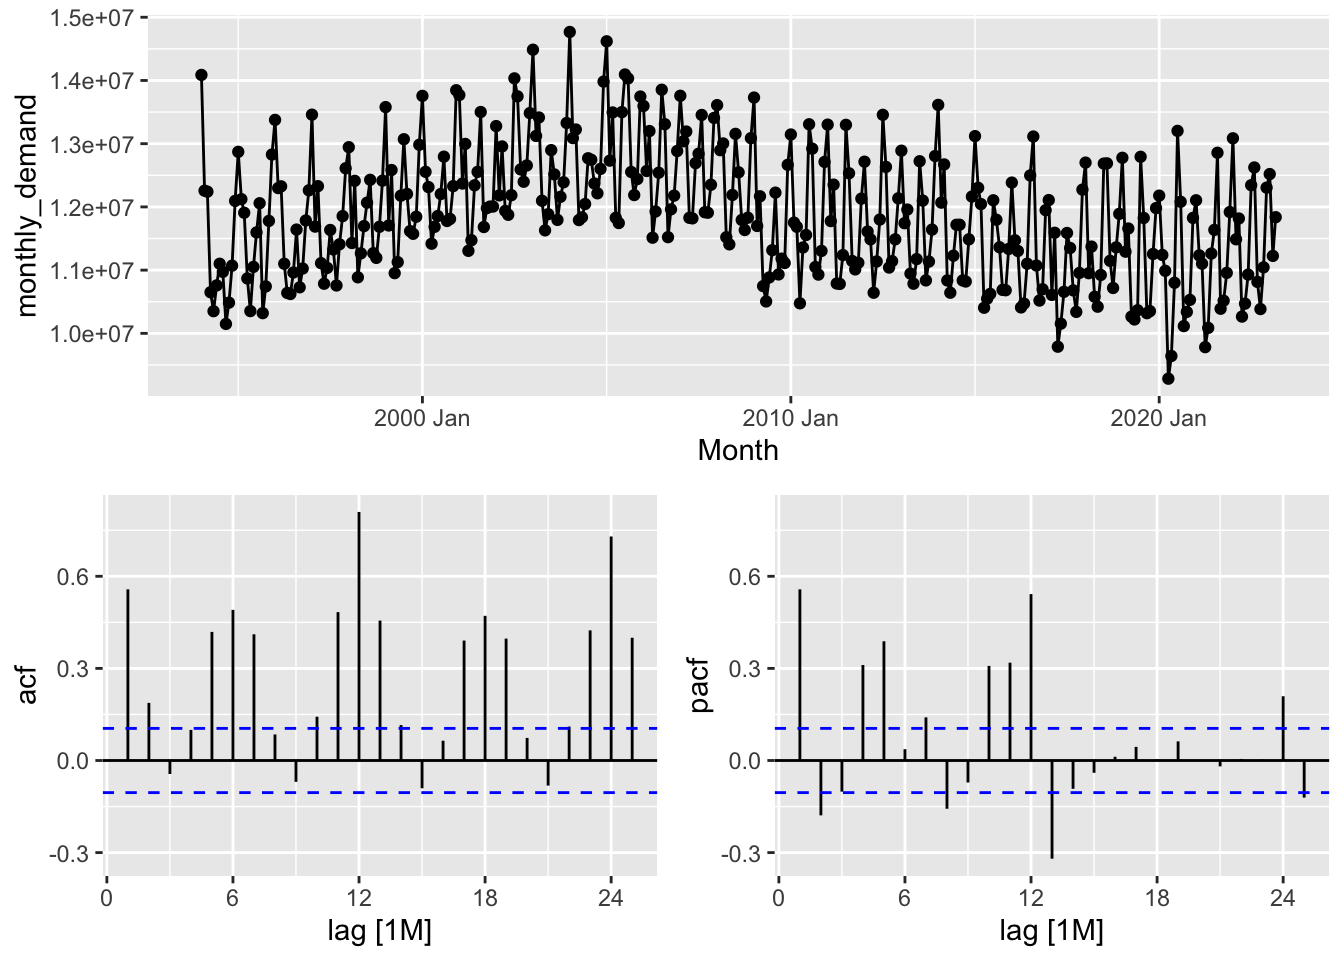 1.5e+07
1.4e+07
1.3e+07
1.2e+07
1.1e+07
1.0e+07
monthly_demand
2000 Jan
2010 Jan
2020 Jan
Month
0.6
0.3
0.0
-0.3
acf
0
6
12
18
24
lag [1M]
0.6
0.3
0.0
-0.3
pacf
0
6
12
18
24
lag [1M]